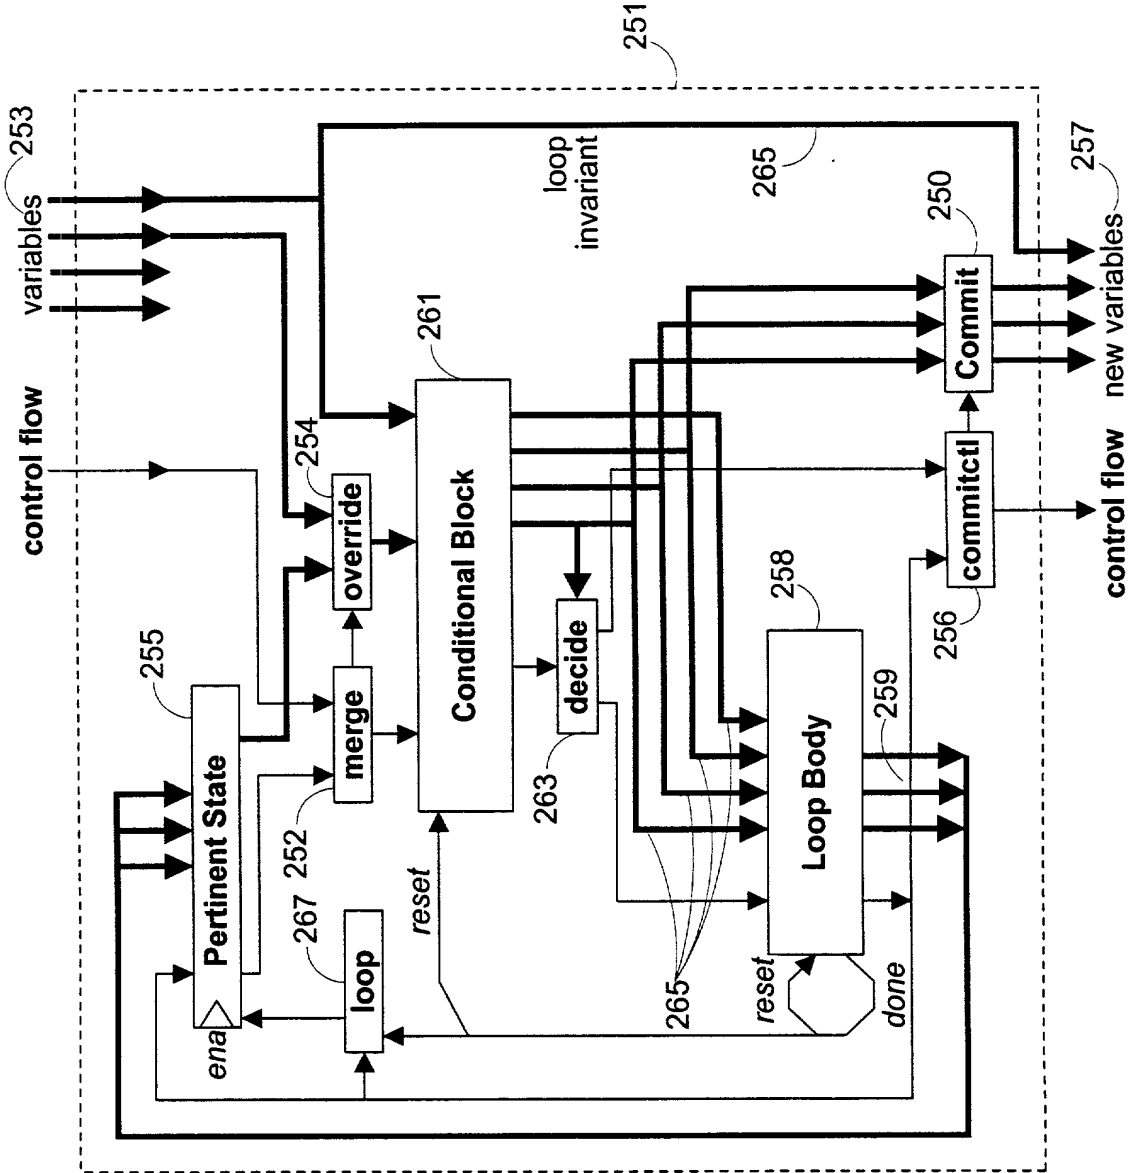 251
253
variables
control flow
loop
invariant
265
257
new variables
250
Commit
261
Conditional Block
254
override
255
Pertinent State
ena
merge
252
267
loop
reset
decide
263
258
Loop Body
259
265
reset
done
commitctl
256
control flow